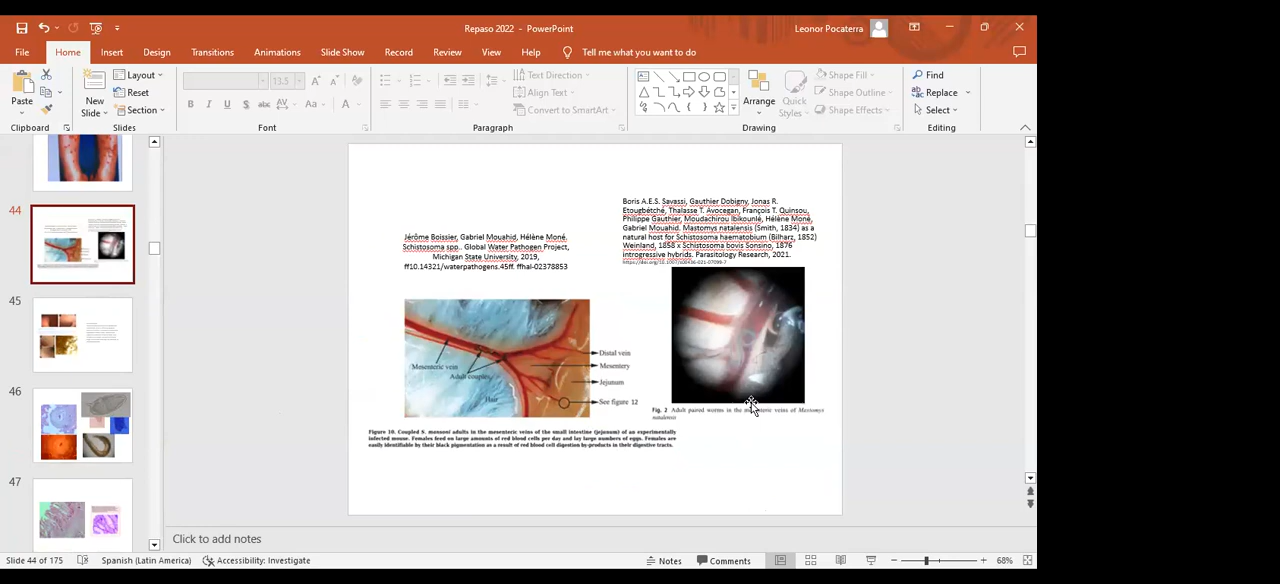 Repaso 2022 - PowerPoint
Leonor Pocaterra
File Home Insert Design Transitions Animations Slide Show Record Review View Help Tell me what you want to do
Paste
Clipboard
New
Slide
Layout
Reset
Section
Slides
13.5
B I U S abc AV Aa A
Font
Text Direction
Align Text
Convert to SmartArt
Paragraph
Arrange
Quick
Styles
Shape Fill
Shape Outline
Shape Effects
Drawing
Find
Replace
Select
Editing
44
45
46
47
Jérôme Boissier, Gabriel Mouahid, Hélène Moné.
Schistosoma spp.. Global Water Pathogen Project,
Michigan State University, 2019,
ff10.14321/waterpathogens.45ff. ffhal-02378853
Boris A.E.S. Savassi, Gauthier Dobigny, Jonas R.
Etougbétché, Thalasse T. Avocegan, François T. Quinsou,
Philippe Gauthier, Moudachirou Ibikounlé, Hélène Moné,
Gabriel Mouahid. Mastomys natalensis (Smith, 1834) as a
natural host for Schistosoma haematobium (Bilharz, 1852)
Weinland, 1858 x Schistosoma bovis Sonsino, 1876
introgressive hybrids. Parasitology Research, 2021.
Mesenteric vein
Adult couples
Hair
Distal vein
Mesentery
Jejunum
See figure 12
Fig. 2 Adult paired worms in the mesenteric veins of Mastomys
natalensis
Figure 10. Coupled S. mansoni adults in the mesenteric veins of the small intestine (jejunum) of an experimentally
infected mouse. Females feed on large amounts of red blood cells per day and lay large numbers of eggs. Females are
easily identifiable by their black pigmentation as a result of red blood cell digestion by-products in their digestive tracts.
Click to add notes
Slide 44 of 175 Spanish (Latin America) Accessibility: Investigate Notes Comments 68%